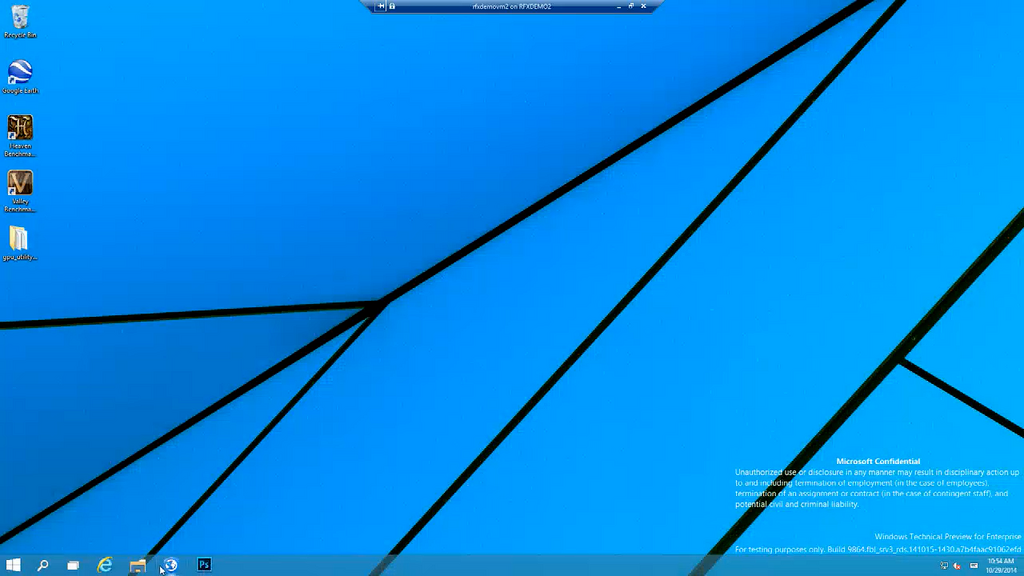 rfxdemovm2 on RFXDEMO2
Recycle Bin
Google Earth
Heaven
Benchma...
Valley
Benchma...
gpu_utility...
Microsoft Confidential
Unauthorized use or disclosure in any manner may result in disciplinary action up
to and including termination of employment (in the case of employees),
termination of an assignment or contract (in the case of contingent staff), and
potential civil and criminal liability.
Windows Technical Preview for Enterprise
For testing purposes only. Build 9864.fbl_srv3_rds.141015-1430.a7b4faac91062efd
Ps
10:54 AM
10/29/2014